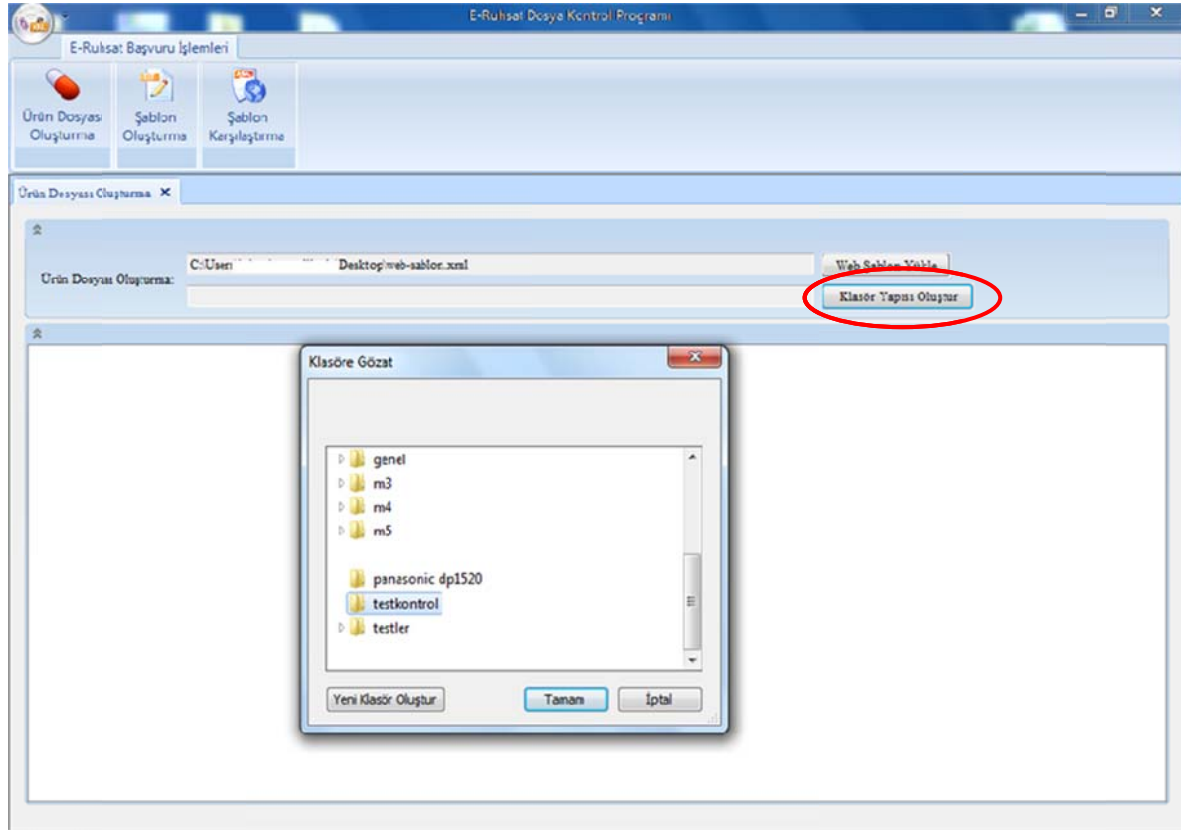 E-Ruhsat Dosya Kontrol Programı
E-Ruhsat Başvuru İşlemleri
Ürün Dosyası
Oluşturma
Şablon
Oluşturma
Şablon
Karşılaştırma
Ürün Dosyası Oluşturma
Ürün Dosyası Oluşturma:
C:\User
Desktop\web-sablon.xml
Web Şablon Yükle
Klasör Yapısı Oluştur
Klasöre Gözat
genel
m3
m4
m5
panasonic dp1520
testkontrol
testler
Yeni Klasör Oluştur
Tamam
İptal